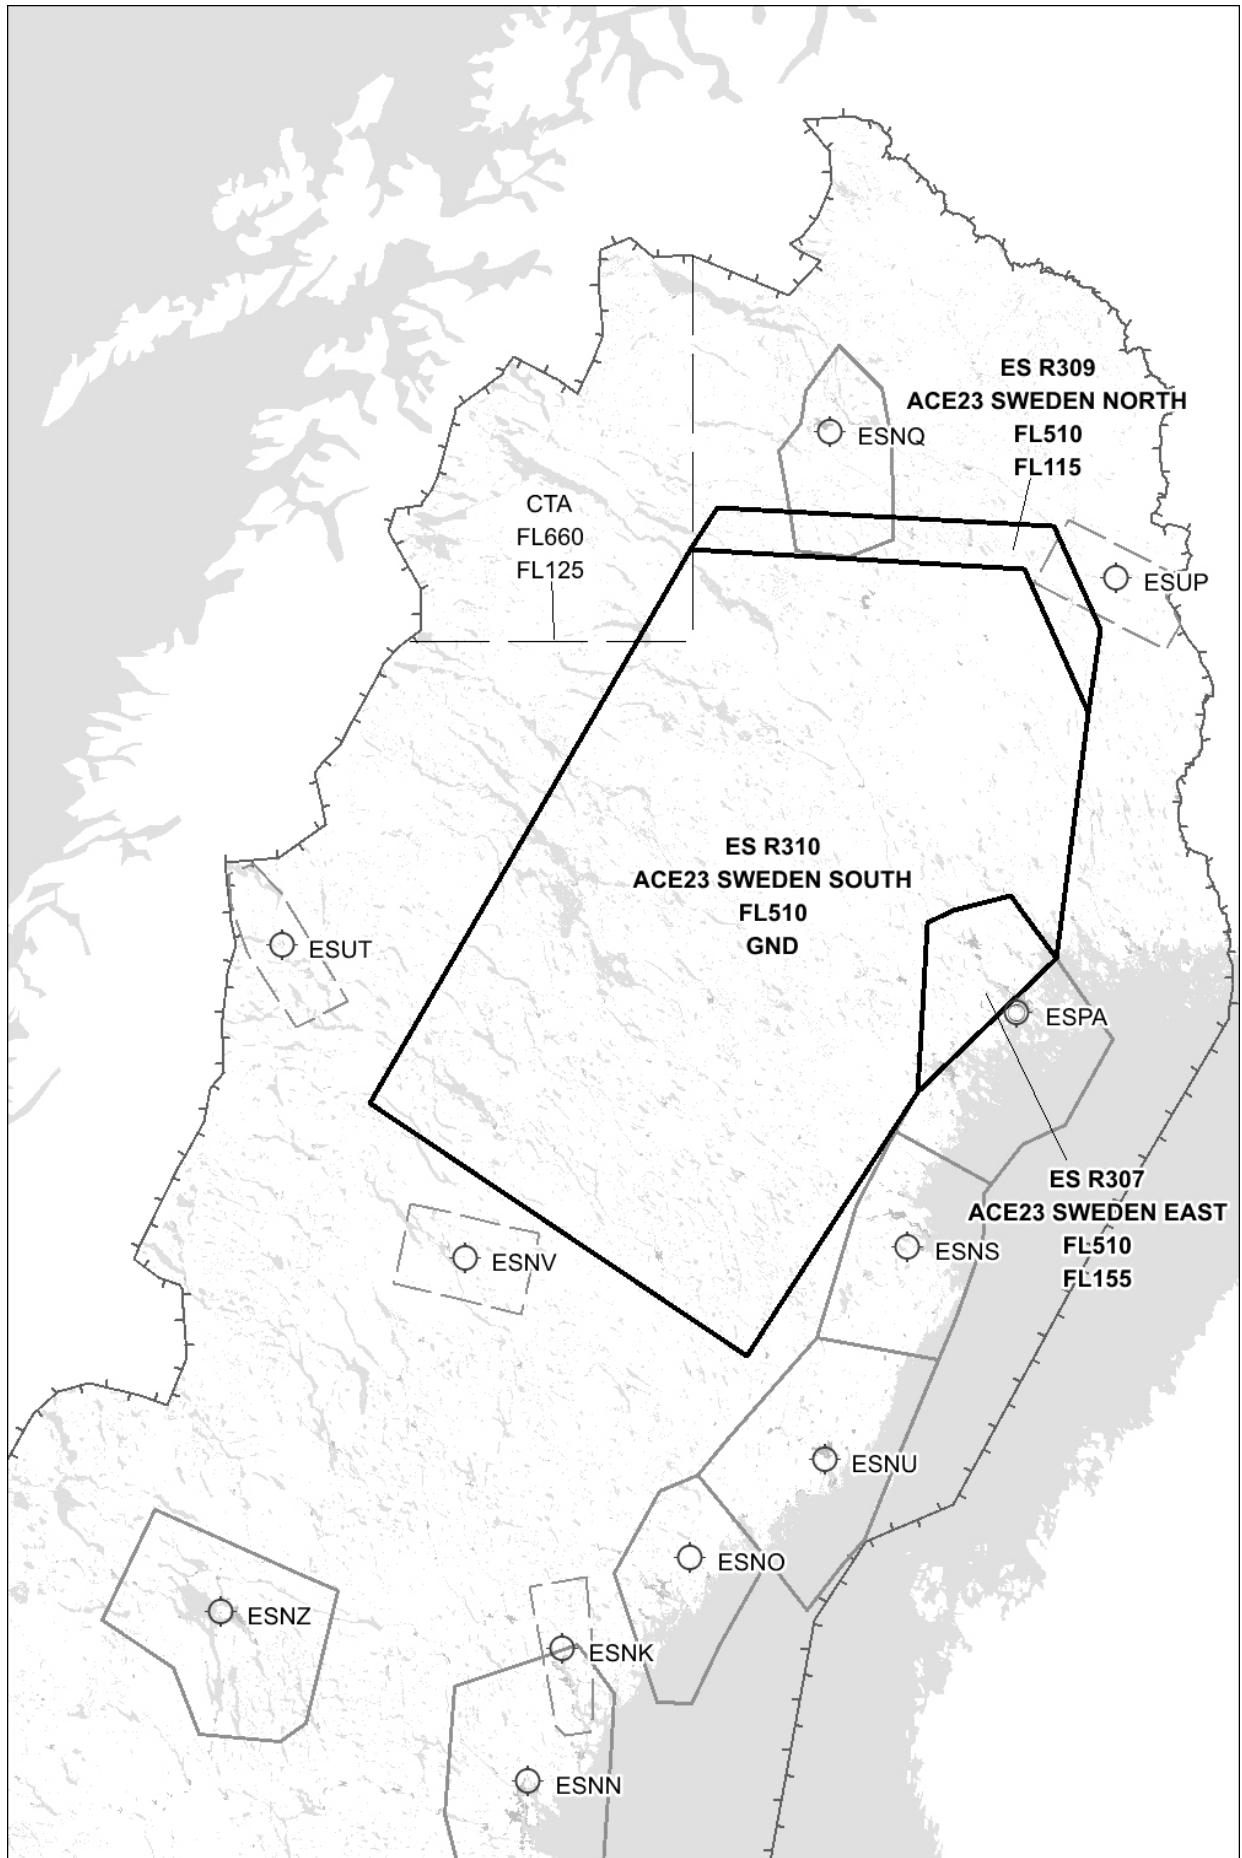 ES R309
ACE23 SWEDEN NORTH
FL510
FL115
ESNQ
CTA
FL660
FL125
ESUP
ES R310
ACE23 SWEDEN SOUTH
FL510
GND
ESUT
ESPA
ES R307
ACE23 SWEDEN EAST
FL510
FL155
ESNS
ESNV
ESNU
ESNO
ESNZ
ESNK
ESNN